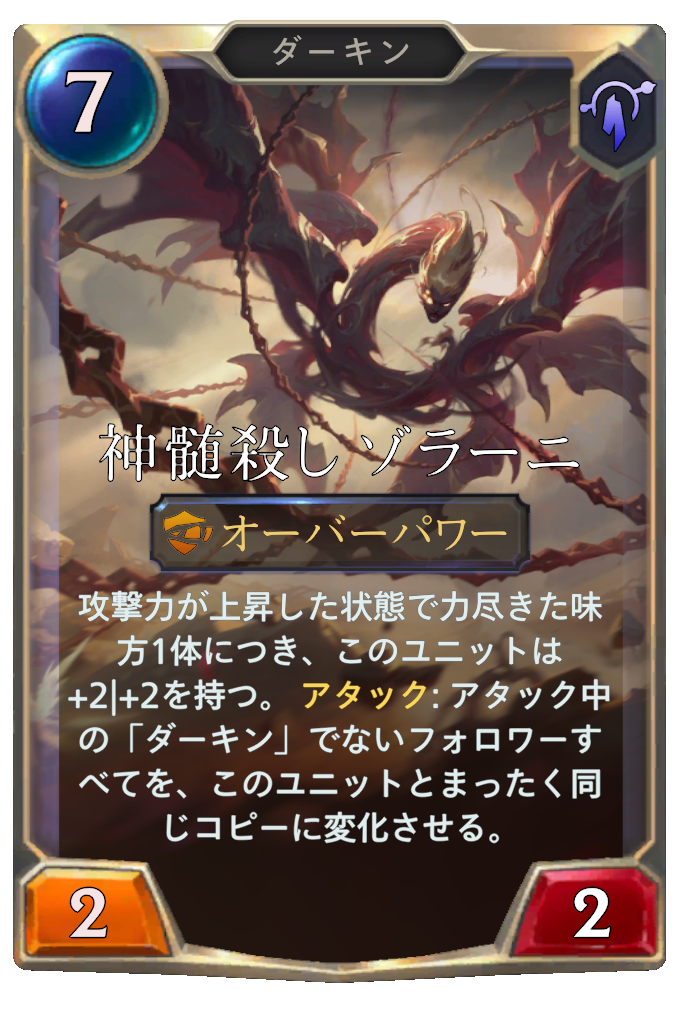 ダーキン
7
神髄殺し ゾラーニ
オーバーパワー
攻撃力が上昇した状態で力尽きた味
方1体につき、このユニットは
+2|+2を持つ。 アタック: アタック中
の「ダーキン」でないフォロワーす
べてを、このユニットとまったく同
じコピーに変化させる。
2
2